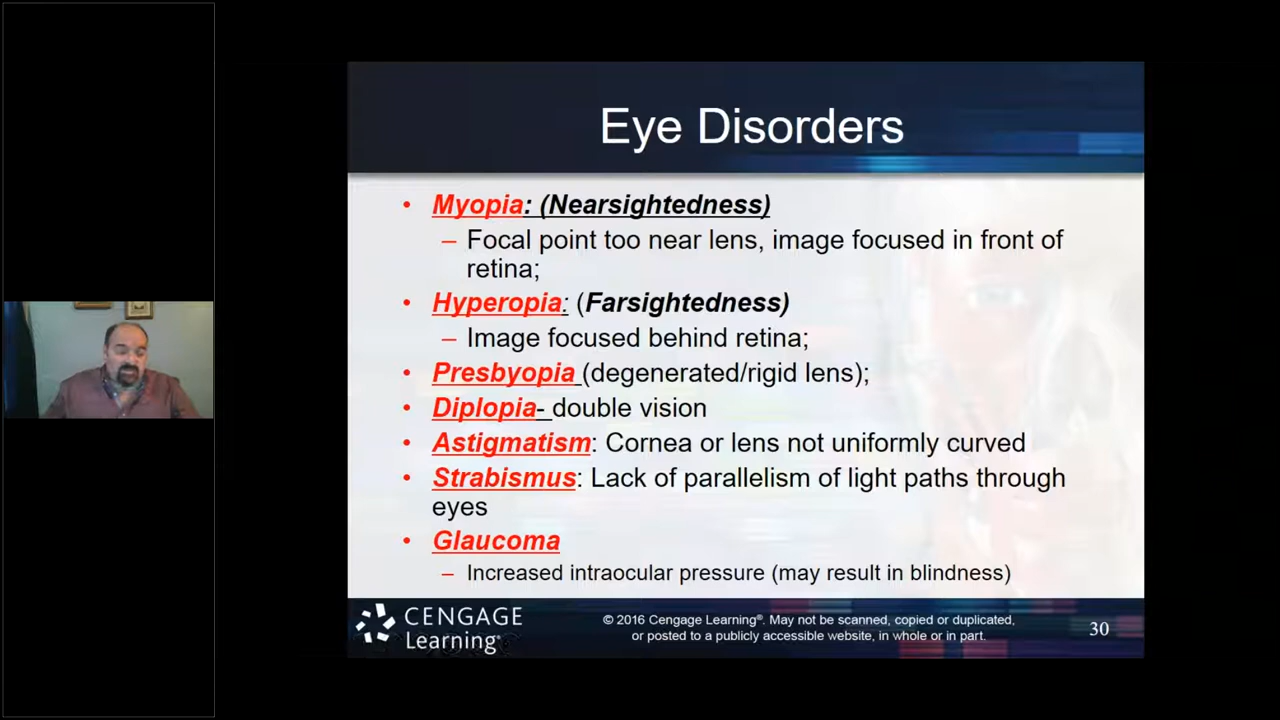 Eye Disorders
• Myopia: (Nearsightedness)
– Focal point too near lens, image focused in front of
retina;
• Hyperopia: (Farsightedness)
– Image focused behind retina;
• Presbyopia (degenerated/rigid lens);
• Diplopia- double vision
• Astigmatism: Cornea or lens not uniformly curved
• Strabismus: Lack of parallelism of light paths through
eyes
• Glaucoma
– Increased intraocular pressure (may result in blindness)
CENGAGE
Learning®
© 2016 Cengage Learning®. May not be scanned, copied or duplicated,
or posted to a publicly accessible website, in whole or in part.
30